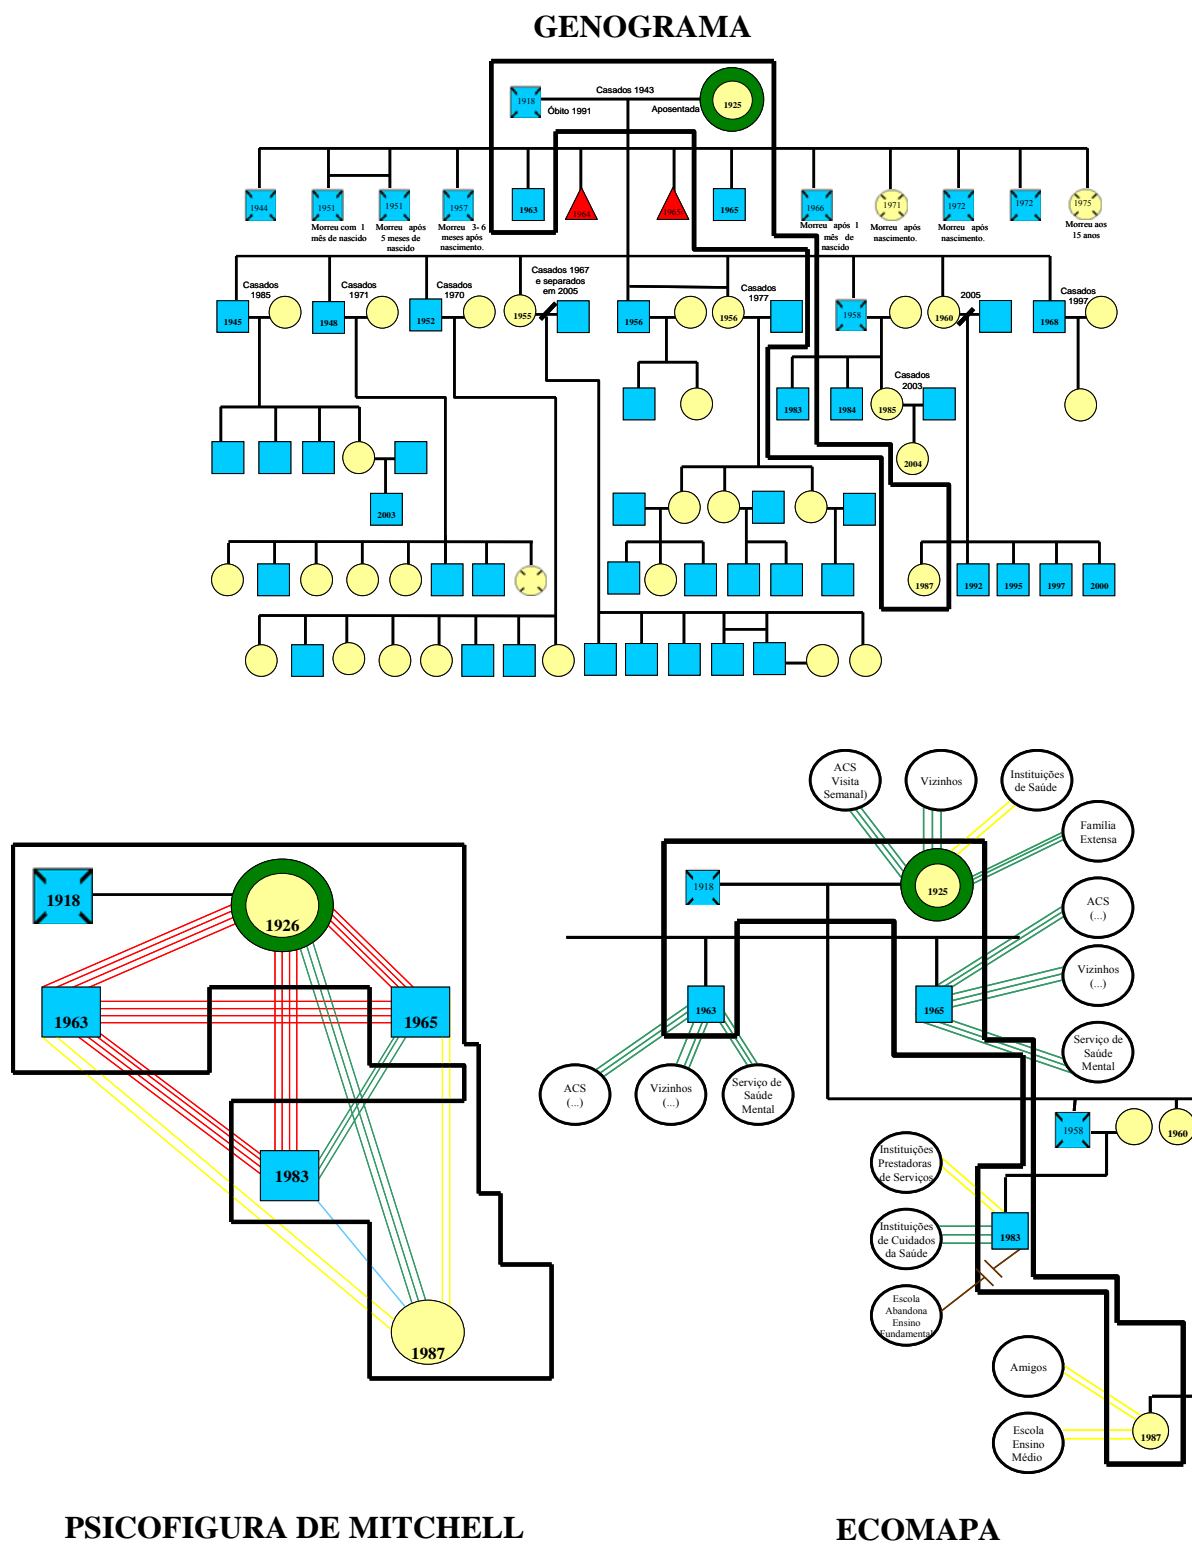 GENOGRAMA
Casados 1943
1918
1925
Óbito 1991
Aposentada
1944
1951
1951
1957
1963
1964
1965
1965
1966
1971
1972
1972
1975
Morreu com 1
mês de nascido
Morreu após
5 meses de
nascido
Morreu 3- 6
meses após
nascimento.
Morreu após 1
mês de
nascido
Morreu após
nascimento.
Morreu após
nascimento.
Morreu aos
15 anos
Casados
1985
Casados
1971
Casados
1970
Casados 1967
e separados
em 2005
Casados
1977
2005
Casados
1997
1945
1948
1952
1955
1956
1956
1958
1960
1968
Casados
2003
1983
1984
1985
2004
2003
1987
1992
1995
1997
2000
ACS
Visita
Semanal)
Vizinhos
Instituições
de Saúde
Família
Extensa
1918
1926
1963
1965
1983
1987
1918
1925
ACS
(...)
Vizinhos
(...)
Serviço de
Saúde
Mental
1963
1965
ACS
(...)
Vizinhos
(...)
Serviço de
Saúde
Mental
1958
1960
Instituições
Prestadoras
de Serviços
Instituições
de Cuidados
da Saúde
1983
Escola
Abandona
Ensino
Fundamental
Amigos
Escola
Ensino
Médio
1987
PSICOFIGURA DE MITCHELL
ECOMAPA